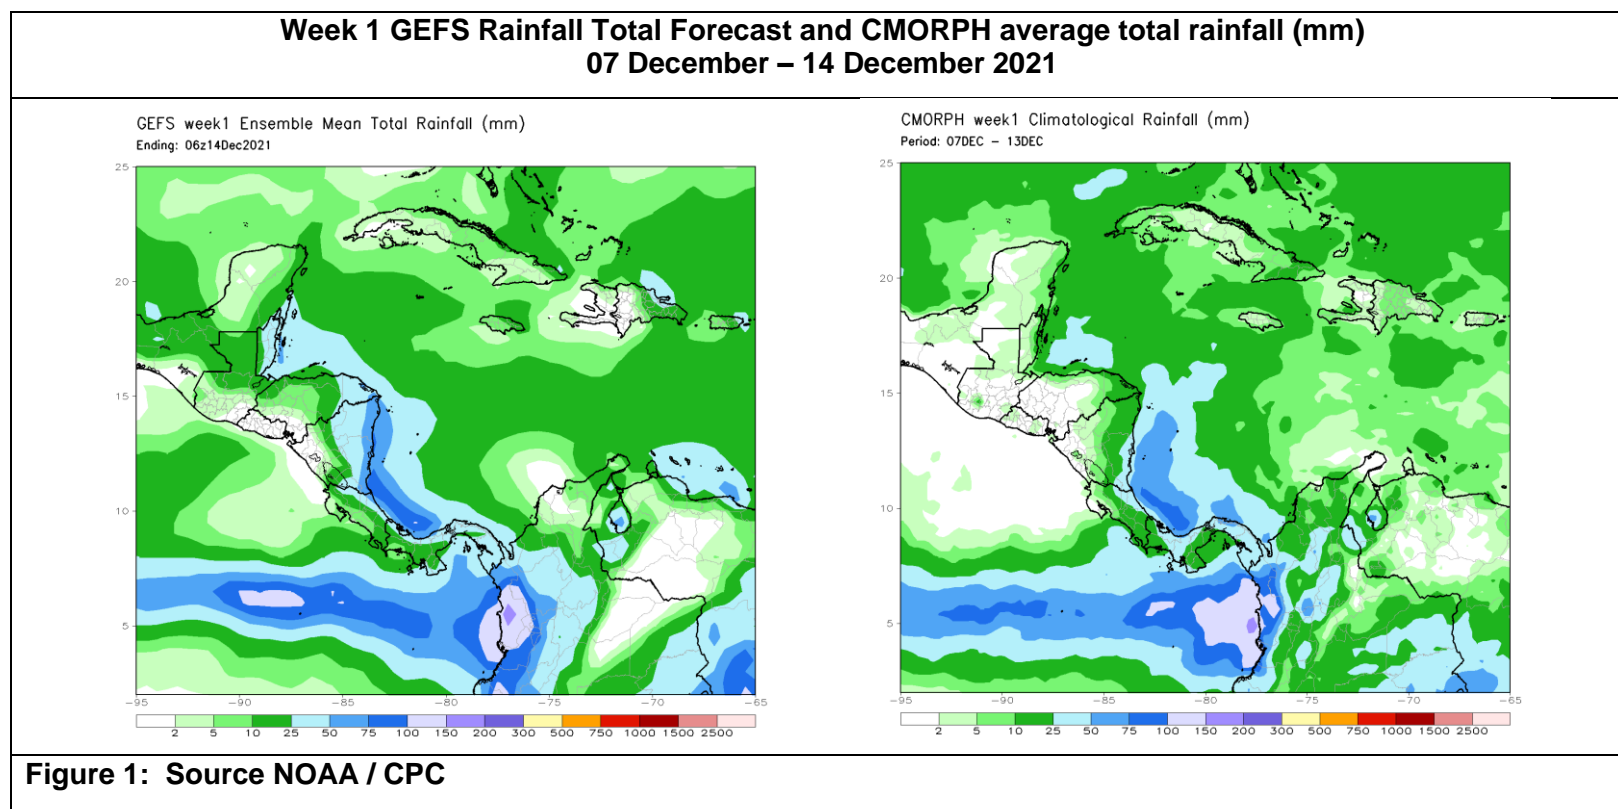 Week 1 GEFS Rainfall Total Forecast and CMORPH average total rainfall (mm)
07 December – 14 December 2021
GEFS week1 Ensemble Mean Total Rainfall (mm)
Ending: 06z14Dec2021
25
20
15
10
5
-95 -90 -85 -80 -75 -70 -65
2 5 10 25 50 75 100 150 200 300 500 750 1000 1500 2500
CMORPH week1 Climatological Rainfall (mm)
Period: 07DEC - 13DEC
25
20
15
10
5
-95 -90 -85 -80 -75 -70 -65
2 5 10 25 50 75 100 150 200 300 500 750 1000 1500 2500
Figure 1: Source NOAA / CPC